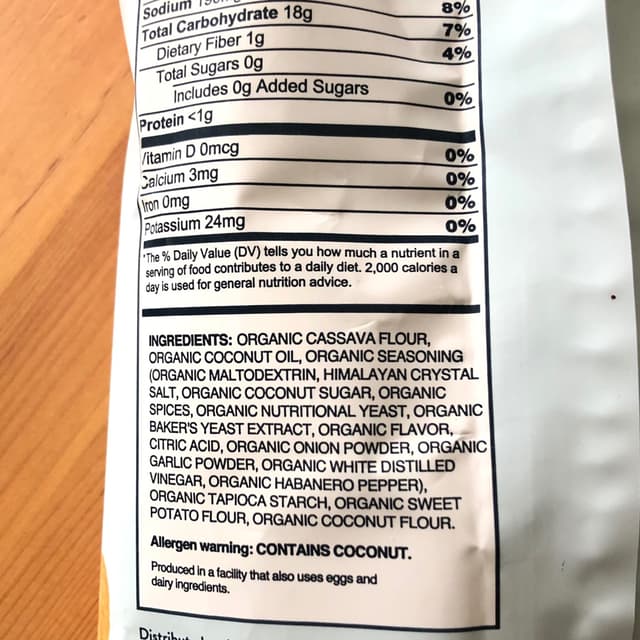 Sodium
8%
Total Carbohydrate 18g
7%
Dietary Fiber 1g
4%
Total Sugars 0g
Includes 0g Added Sugars
0%
Protein <1g
Vitamin D 0mcg
0%
Calcium 3mg
0%
Iron 0mg
0%
Potassium 24mg
0%
*The % Daily Value (DV) tells you how much a nutrient in a
serving of food contributes to a daily diet. 2,000 calories a
day is used for general nutrition advice.
INGREDIENTS: ORGANIC CASSAVA FLOUR,
ORGANIC COCONUT OIL, ORGANIC SEASONING
(ORGANIC MALTODEXTRIN, HIMALAYAN CRYSTAL
SALT, ORGANIC COCONUT SUGAR, ORGANIC
SPICES, ORGANIC NUTRITIONAL YEAST, ORGANIC
BAKER'S YEAST EXTRACT, ORGANIC FLAVOR,
CITRIC ACID, ORGANIC ONION POWDER, ORGANIC
GARLIC POWDER, ORGANIC WHITE DISTILLED
VINEGAR, ORGANIC HABANERO PEPPER),
ORGANIC TAPIOCA STARCH, ORGANIC SWEET
POTATO FLOUR, ORGANIC COCONUT FLOUR.
Allergen warning: CONTAINS COCONUT.
Produced in a facility that also uses eggs and
dairy ingredients.